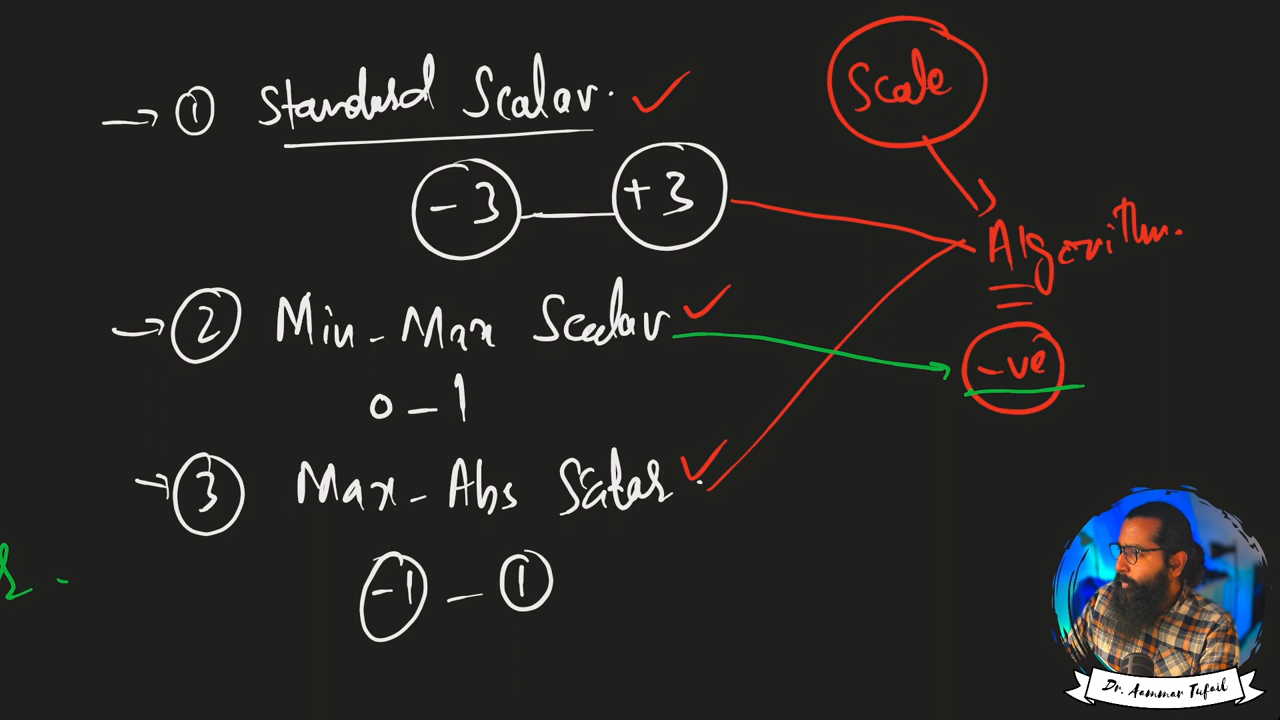 → ① Standard Scalar.
-3 — +3
→ ② Min-Max Scalar
0 - 1
→ ③ Max-Abs Scalar
-1 - 1
Scale
Algorithm.
-ve
Dr. Aammar Tufail